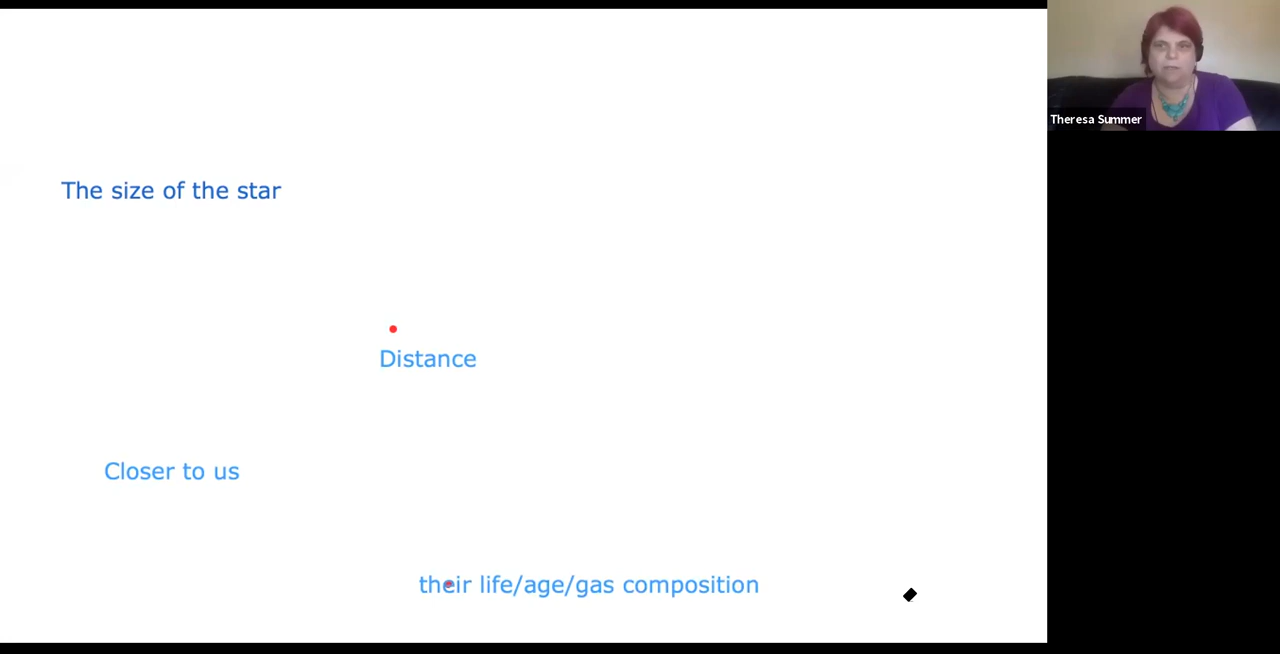 Theresa Summer
The size of the star
Distance
Closer to us
their life/age/gas composition